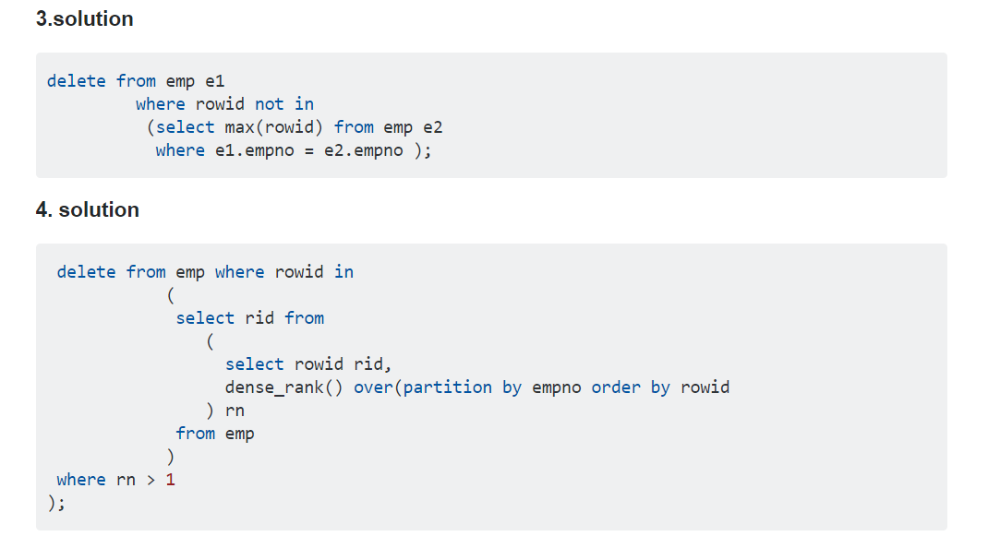 3.solution
delete from emp e1
where rowid not in
(select max(rowid) from emp e2
where e1.empno = e2.empno );
4. solution
delete from emp where rowid in
(
select rid from
(
select rowid rid,
dense_rank() over(partition by empno order by rowid
) rn
from emp
)
where rn > 1
);